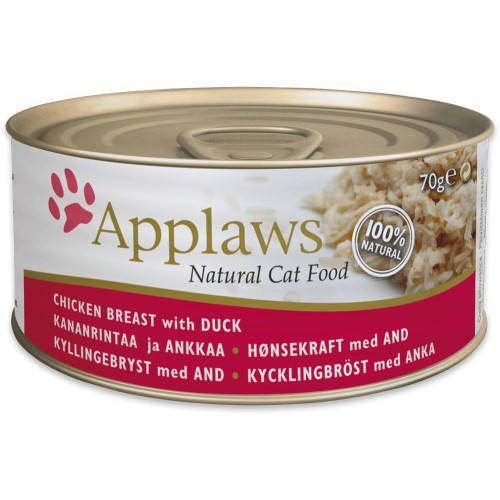 70g℮
Applaws
100%
NATURAL
Natural Cat Food
CHICKEN BREAST with DUCK
KANANRINTAA ja ANKKAA • HØNSEKRAFT med AND
KYLLINGEBRYST med AND • KYCKLINGBRÖST med ANKA